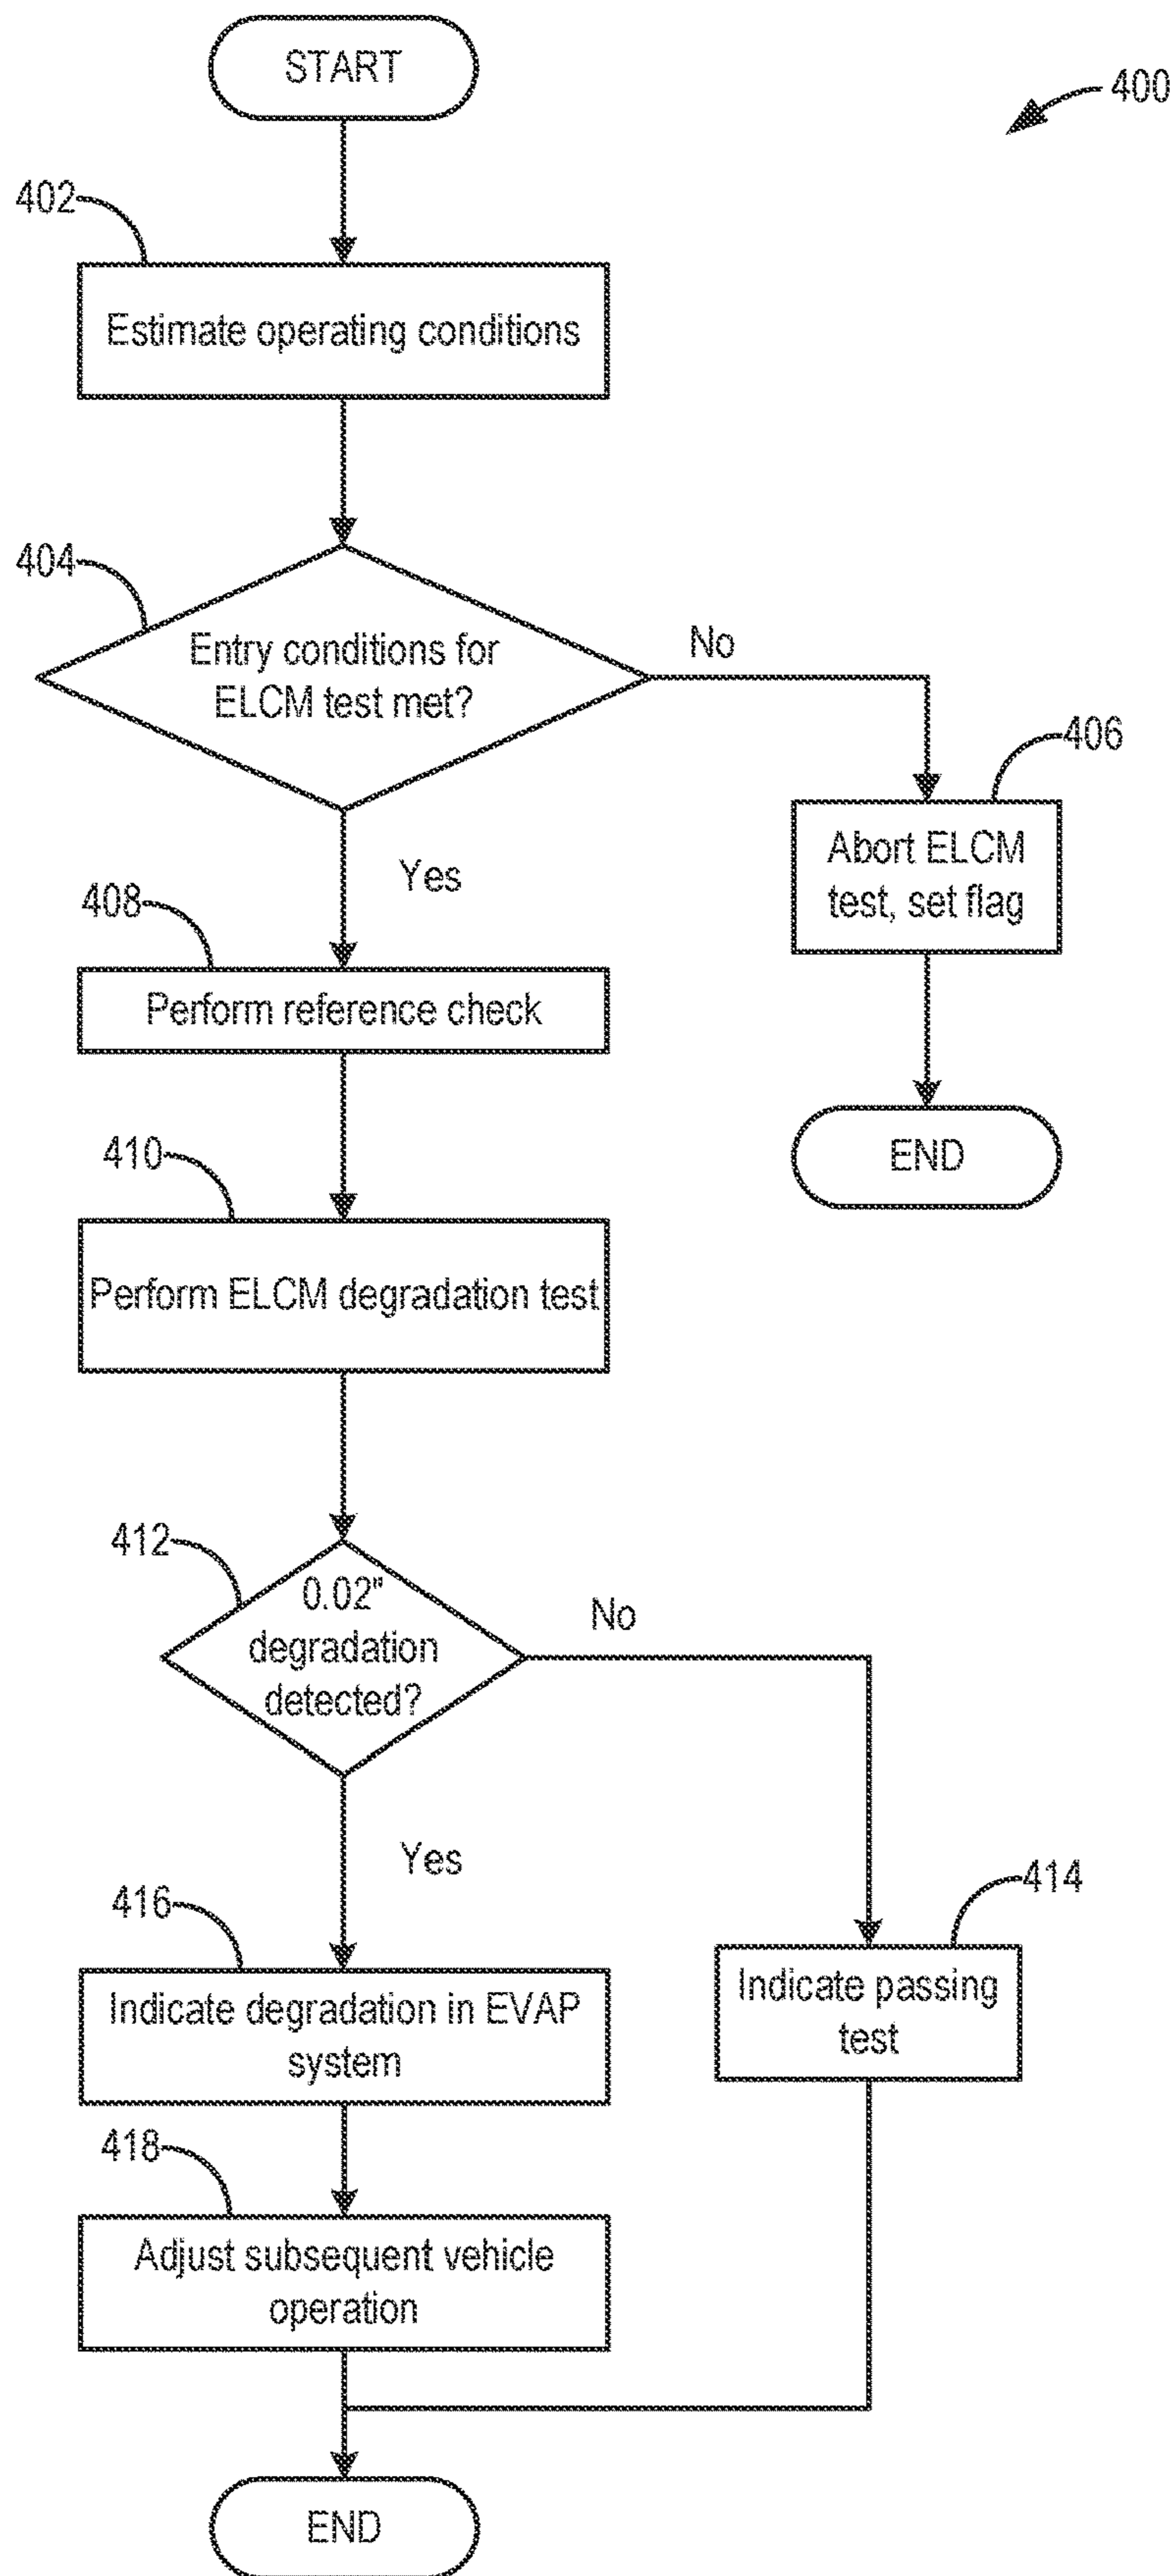 START
400
402
Estimate operating conditions
404
Entry conditions for
ELCM test met?
No
406
Abort ELCM
test, set flag
Yes
408
Perform reference check
END
410
Perform ELCM degradation test
412
0.02"
degradation
detected?
No
Yes
414
416
Indicate passing
test
Indicate degradation in EVAP
system
418
Adjust subsequent vehicle
operation
END